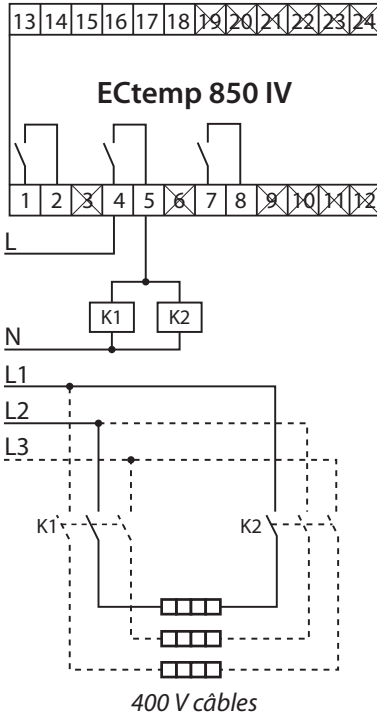 13 14 15 16 17 18 19 20 21 22 23 24
ECtemp 850 IV
1 2 3 4 5 6 7 8 9 10 11 12
L
K1 K2
N
L1
L2
L3
K1 K2
400 V câbles